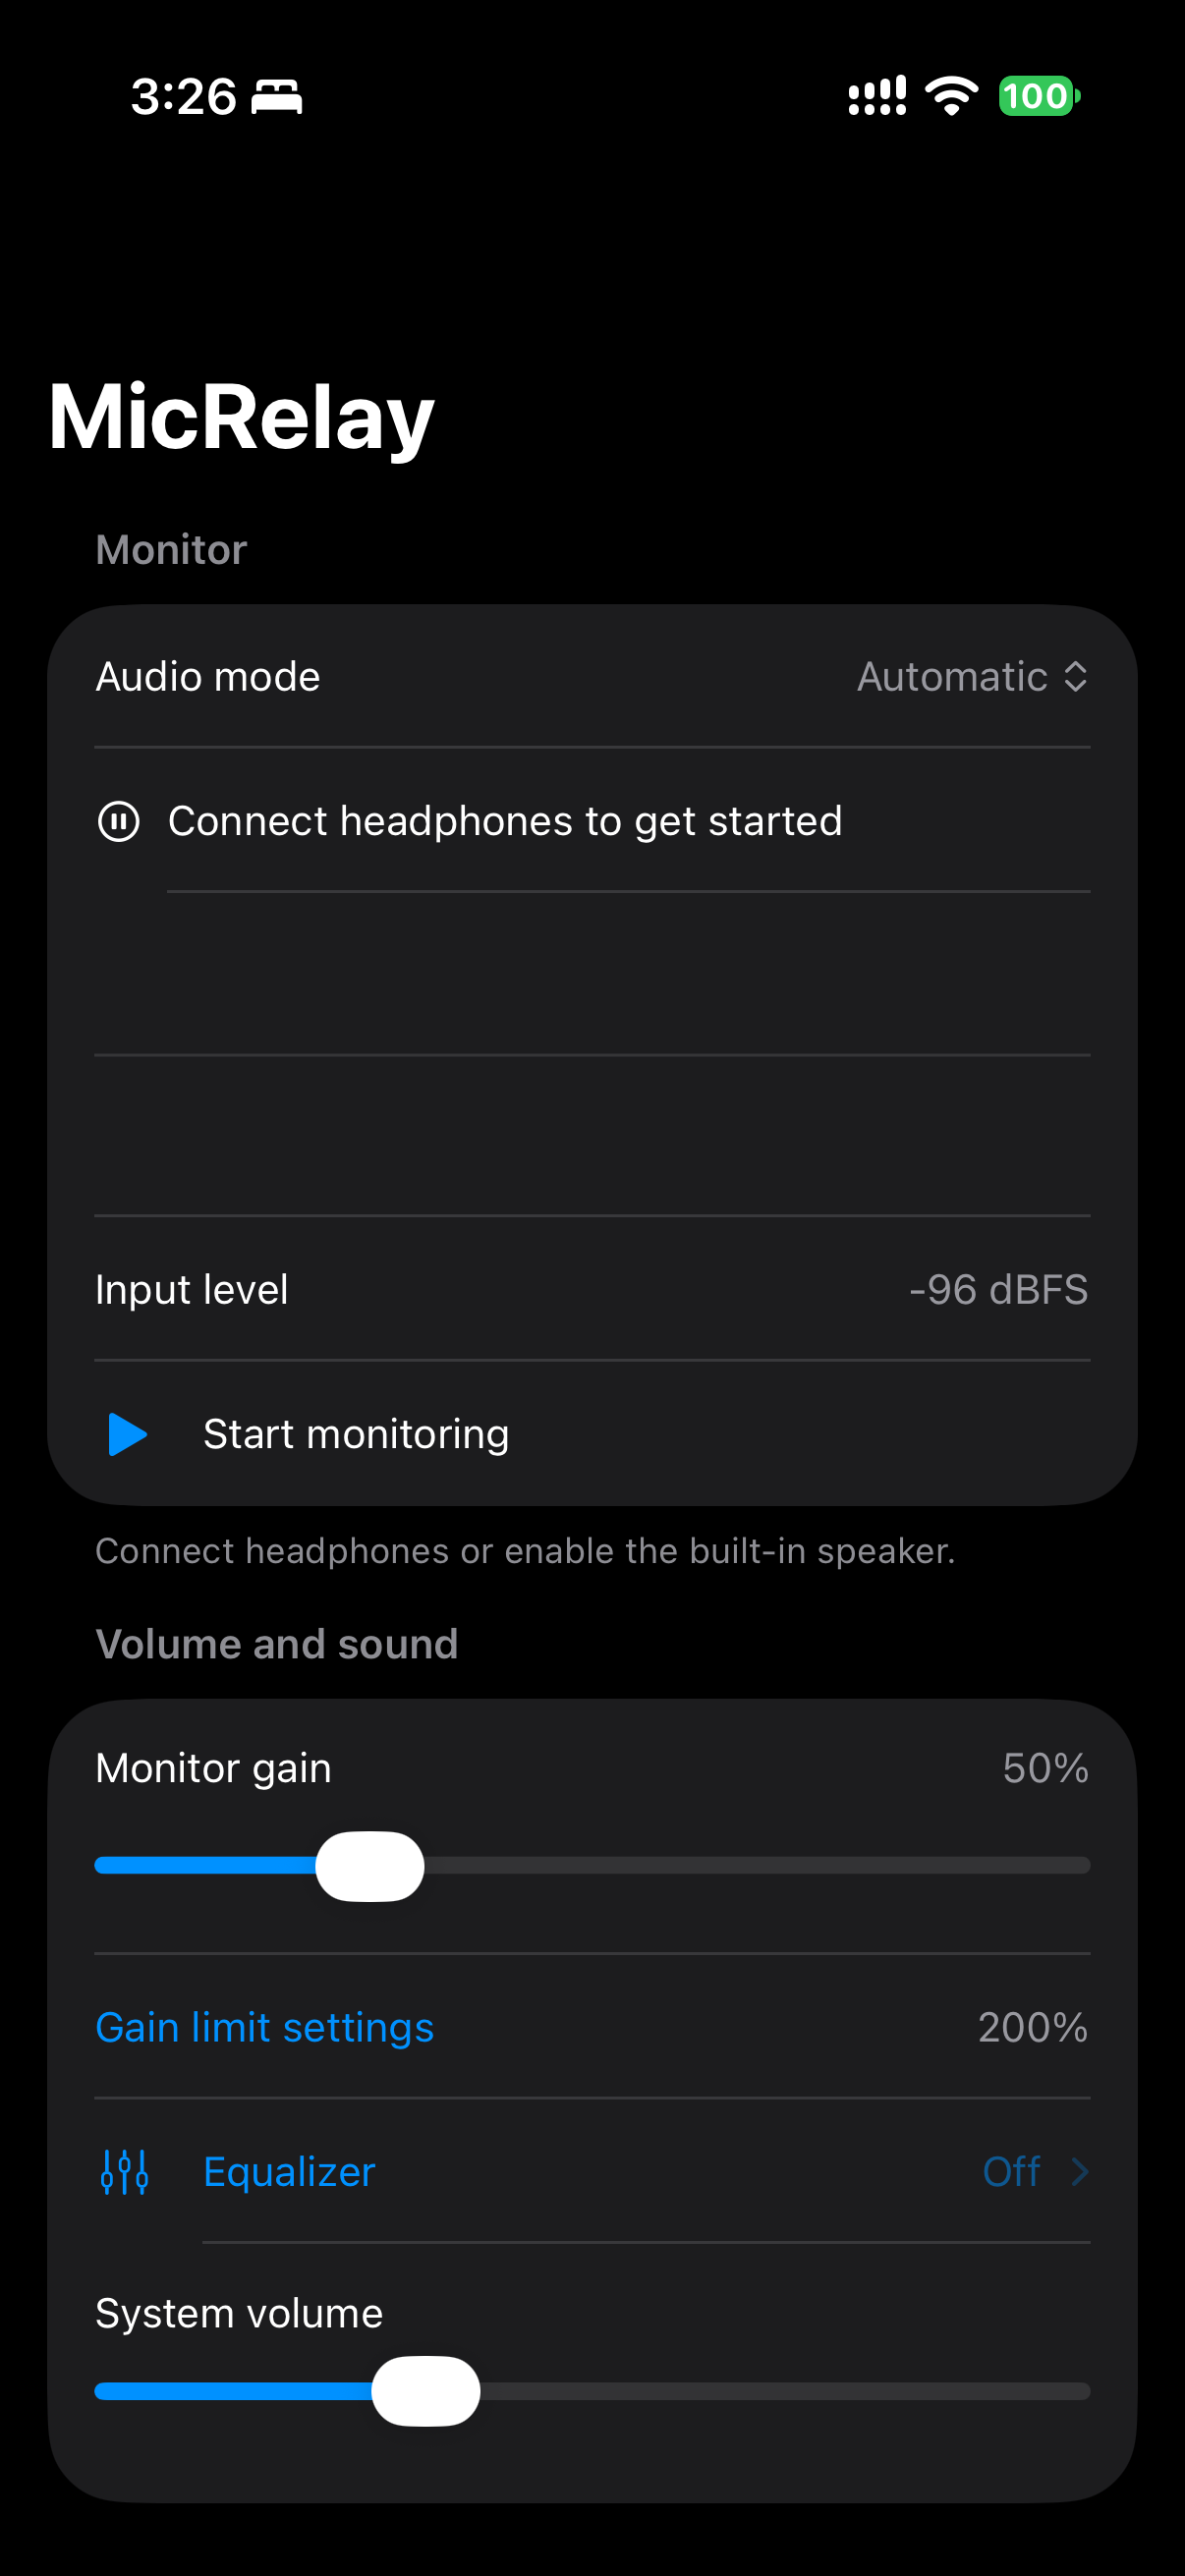 3:26
100
MicRelay
Monitor
Audio mode Automatic
Connect headphones to get started
Input level -96 dBFS
Start monitoring
Connect headphones or enable the built-in speaker.
Volume and sound
Monitor gain 50%
Gain limit settings 200%
Equalizer Off
System volume